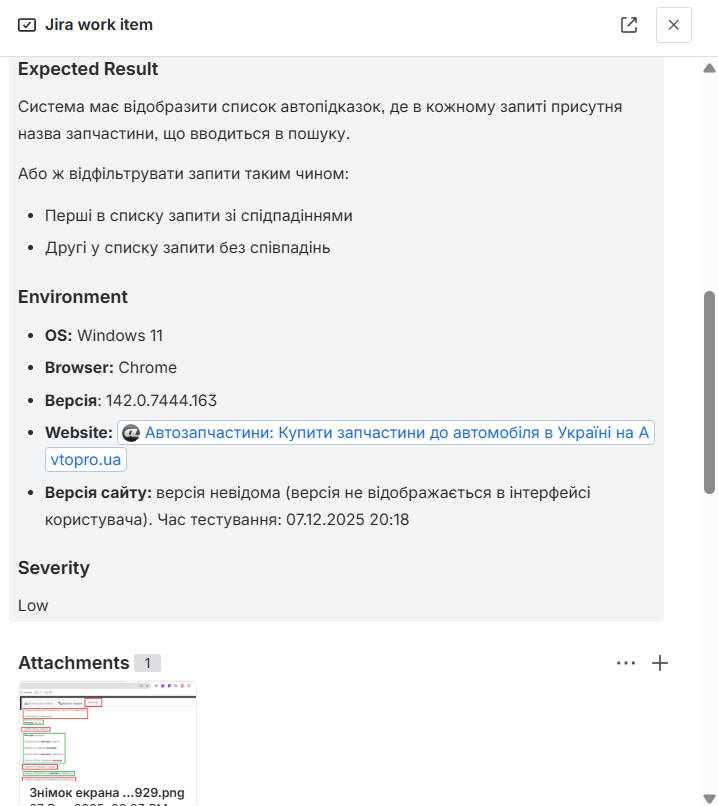 Jira work item
Expected Result
Система має відобразити список автопідказок, де в кожному запиті присутня
назва запчастини, що вводиться в пошуку.
Або ж відфільтрувати запити таким чином:
• Перші в списку запити зі спідпадіннями
• Другі у списку запити без співпадінь
Environment
• OS: Windows 11
• Browser: Chrome
• Версія: 142.0.7444.163
• Website: Автозапчастини: Купити запчастини до автомобіля в Україні на A
vtopro.ua
• Версія сайту: версія невідома (версія не відображається в інтерфейсі
користувача). Час тестування: 07.12.2025 20:18
Severity
Low
Attachments 1
Знімок екрана ...929.png